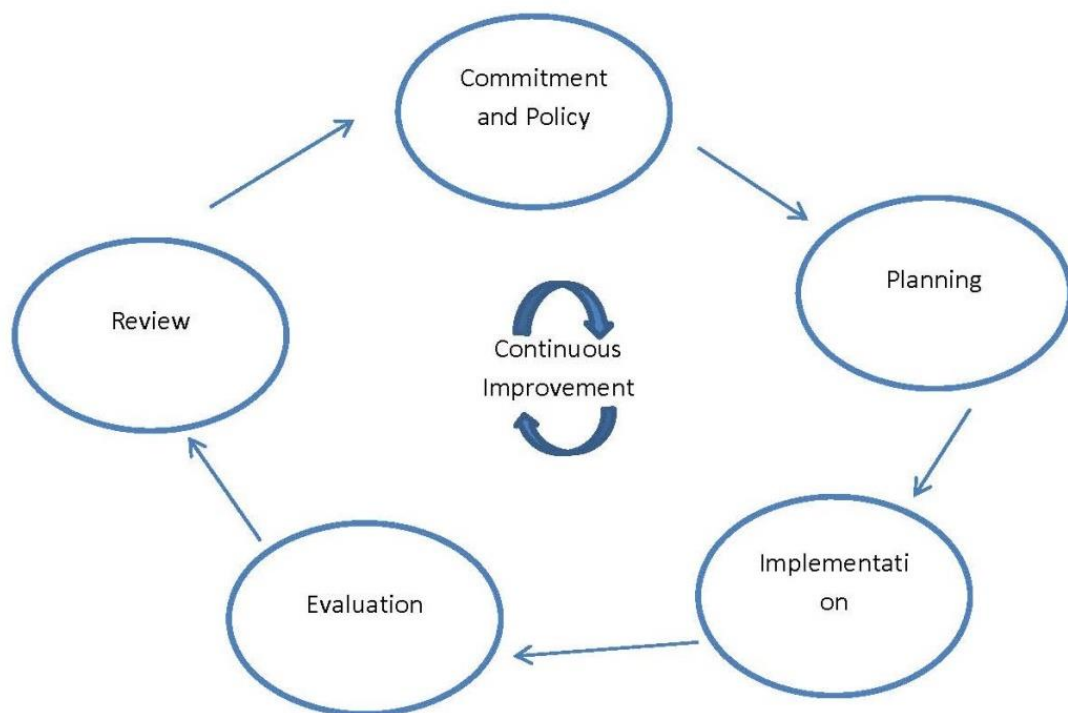 Commitment
and Policy
Planning
Implementati
on
Evaluation
Review
Continuous
Improvement